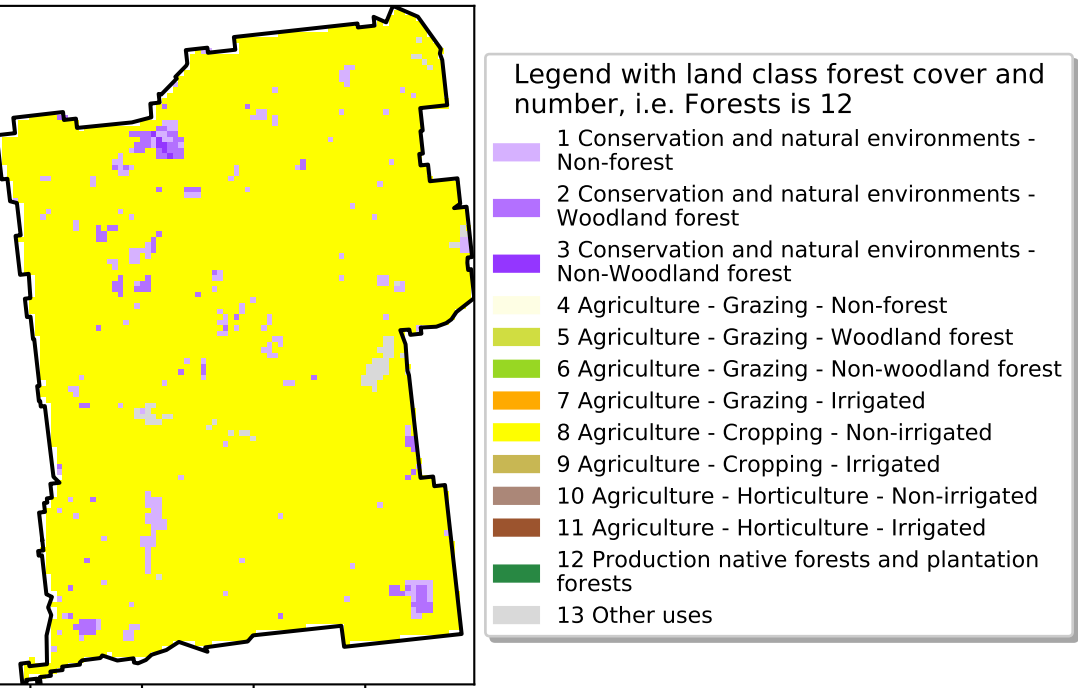 Legend with land class forest cover and
number, i.e. Forests is 12
1 Conservation and natural environments -
Non-forest
2 Conservation and natural environments -
Woodland forest
3 Conservation and natural environments -
Non-Woodland forest
4 Agriculture - Grazing - Non-forest
5 Agriculture - Grazing - Woodland forest
6 Agriculture - Grazing - Non-woodland forest
7 Agriculture - Grazing - Irrigated
8 Agriculture - Cropping - Non-irrigated
9 Agriculture - Cropping - Irrigated
10 Agriculture - Horticulture - Non-irrigated
11 Agriculture - Horticulture - Irrigated
12 Production native forests and plantation
forests
13 Other uses